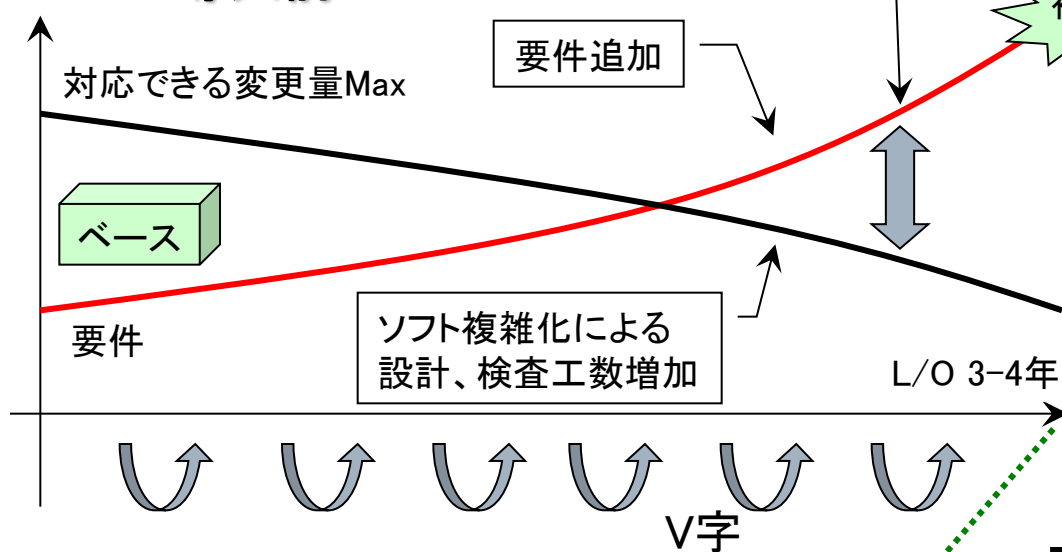 要件追加
対応できる変更量Max
ベース
要件
ソフト複雑化による
設計、検査工数増加
L/O 3-4年
V字